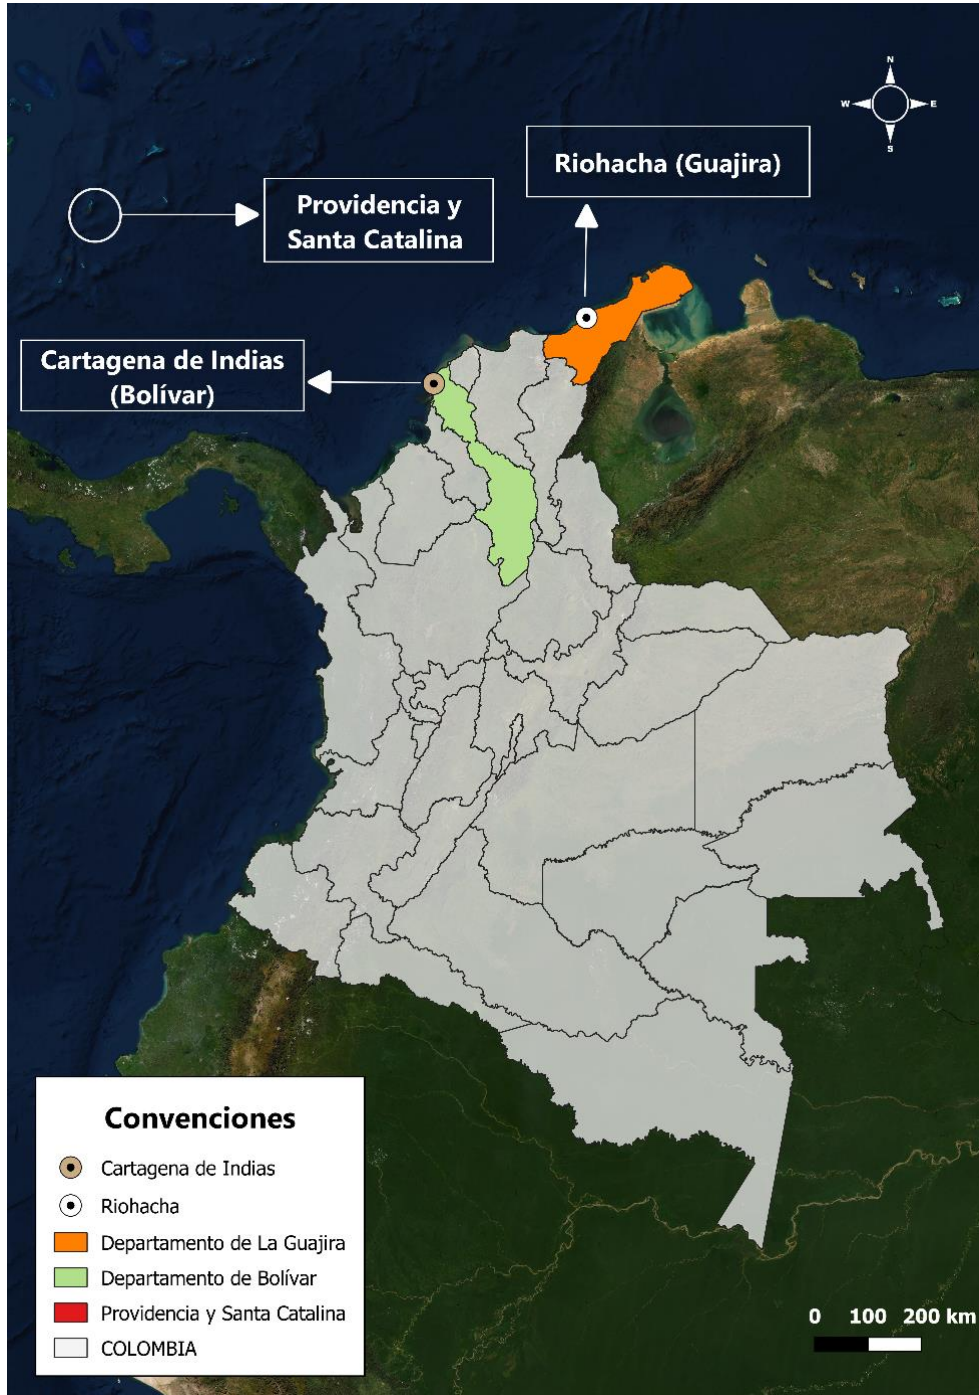 N
W E
S
Riohacha (Guajira)
Providencia y
Santa Catalina
Cartagena de Indias
(Bolívar)
Convenciones
Cartagena de Indias
Riohacha
Departamento de La Guajira
Departamento de Bolívar
Providencia y Santa Catalina
COLOMBIA
0 100 200 km